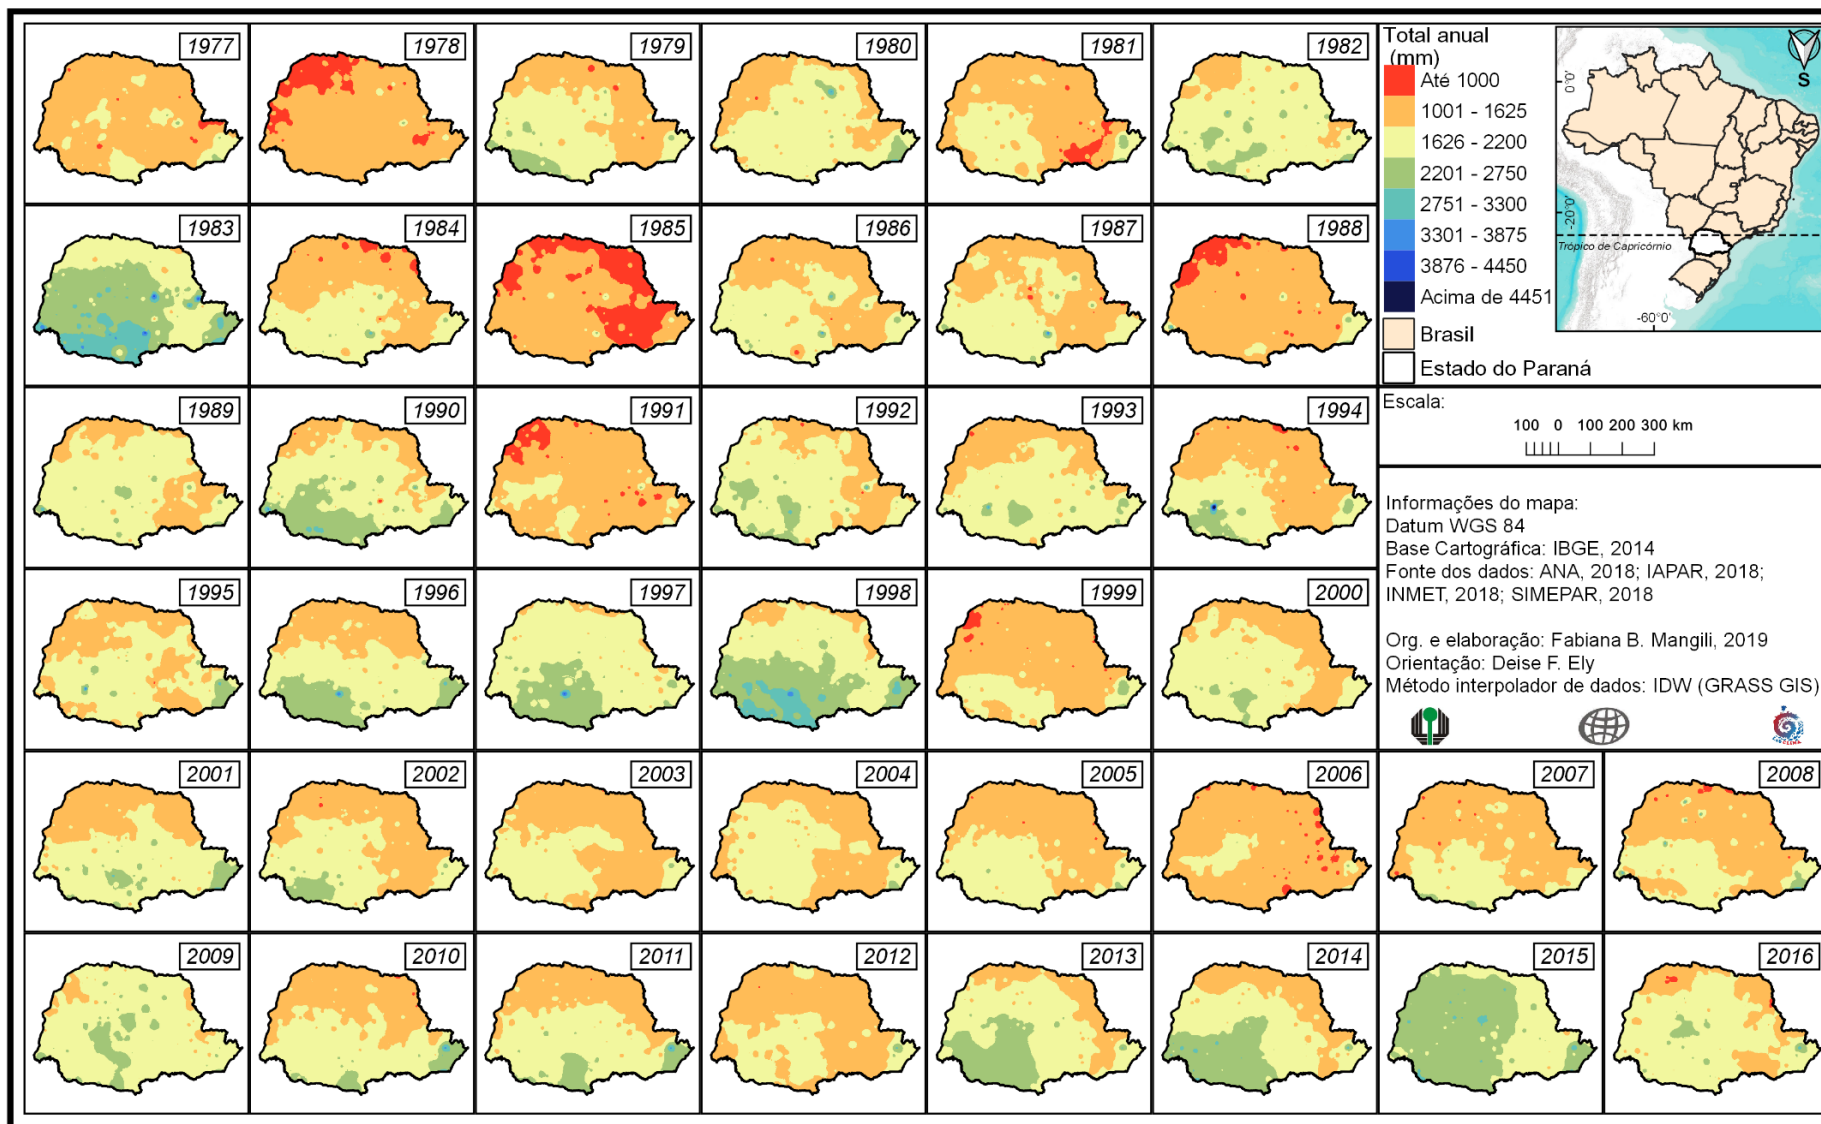 1977
1978
1979
1980
1981
1982
Total anual
(mm)
Até 1000
1001 - 1625
1626 - 2200
2201 - 2750
2751 - 3300
3301 - 3875
3876 - 4450
Acima de 4451
Brasil
Estado do Paraná
S
0°0'
-20°0'
Trópico de Capricórnio
-60°0'
1983
1984
1985
1986
1987
1988
1989
1990
1991
1992
1993
1994
Escala:
100 0 100 200 300 km
Informações do mapa:
Datum WGS 84
Base Cartográfica: IBGE, 2014
Fonte dos dados: ANA, 2018; IAPAR, 2018;
INMET, 2018; SIMEPAR, 2018
Org. e elaboração: Fabiana B. Mangili, 2019
Orientação: Deise F. Ely
Método interpolador de dados: IDW (GRASS GIS)
1995
1996
1997
1998
1999
2000
2001
2002
2003
2004
2005
2006
2007
2008
2009
2010
2011
2012
2013
2014
2015
2016